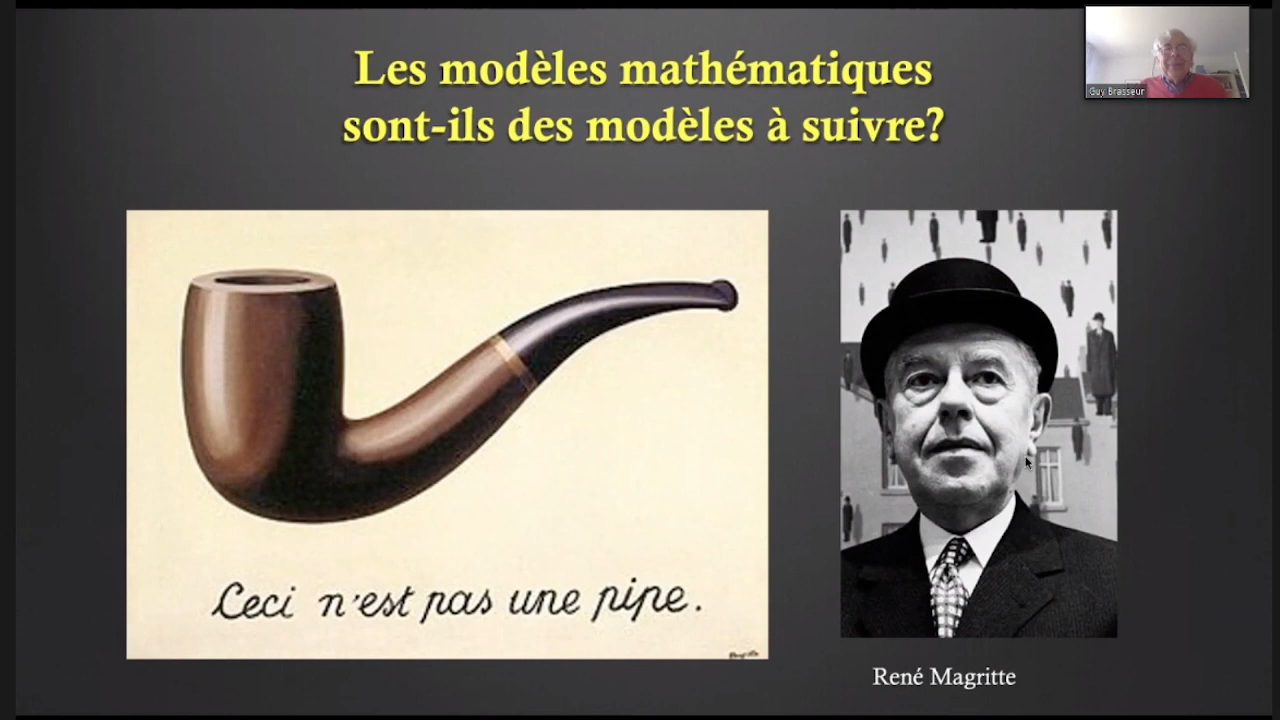 Les modèles mathématiques
sont-ils des modèles à suivre?
Guy Brasseur
Ceci n'est pas une pipe.
René Magritte